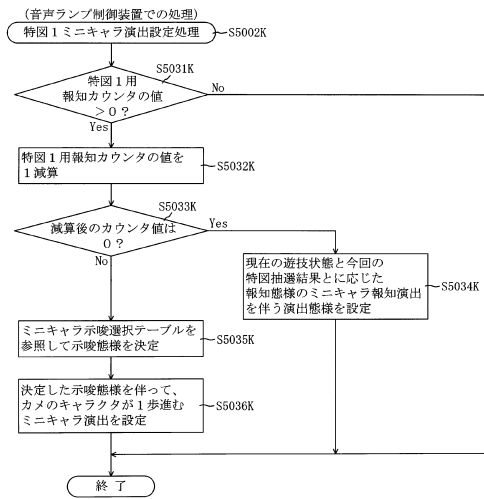 (音声ランプ制御装置での処理)
特図1ミニキャラ演出設定処理
S5002K
S5031K
特図1用
報知カウンタの値
>0?
No
Yes
特図1用報知カウンタの値を
1減算
S5032K
S5033K
減算後のカウンタ値は
0?
Yes
No
現在の遊技状態と今回の
特図抽選結果とに応じた
報知態様のミニキャラ報知演出
を伴う演出態様を設定
S5034K
ミニキャラ示唆選択テーブルを
参照して示唆態様を決定
S5035K
決定した示唆態様を伴って、
カメのキャラクタが1歩進む
ミニキャラ演出を設定
S5036K
終了